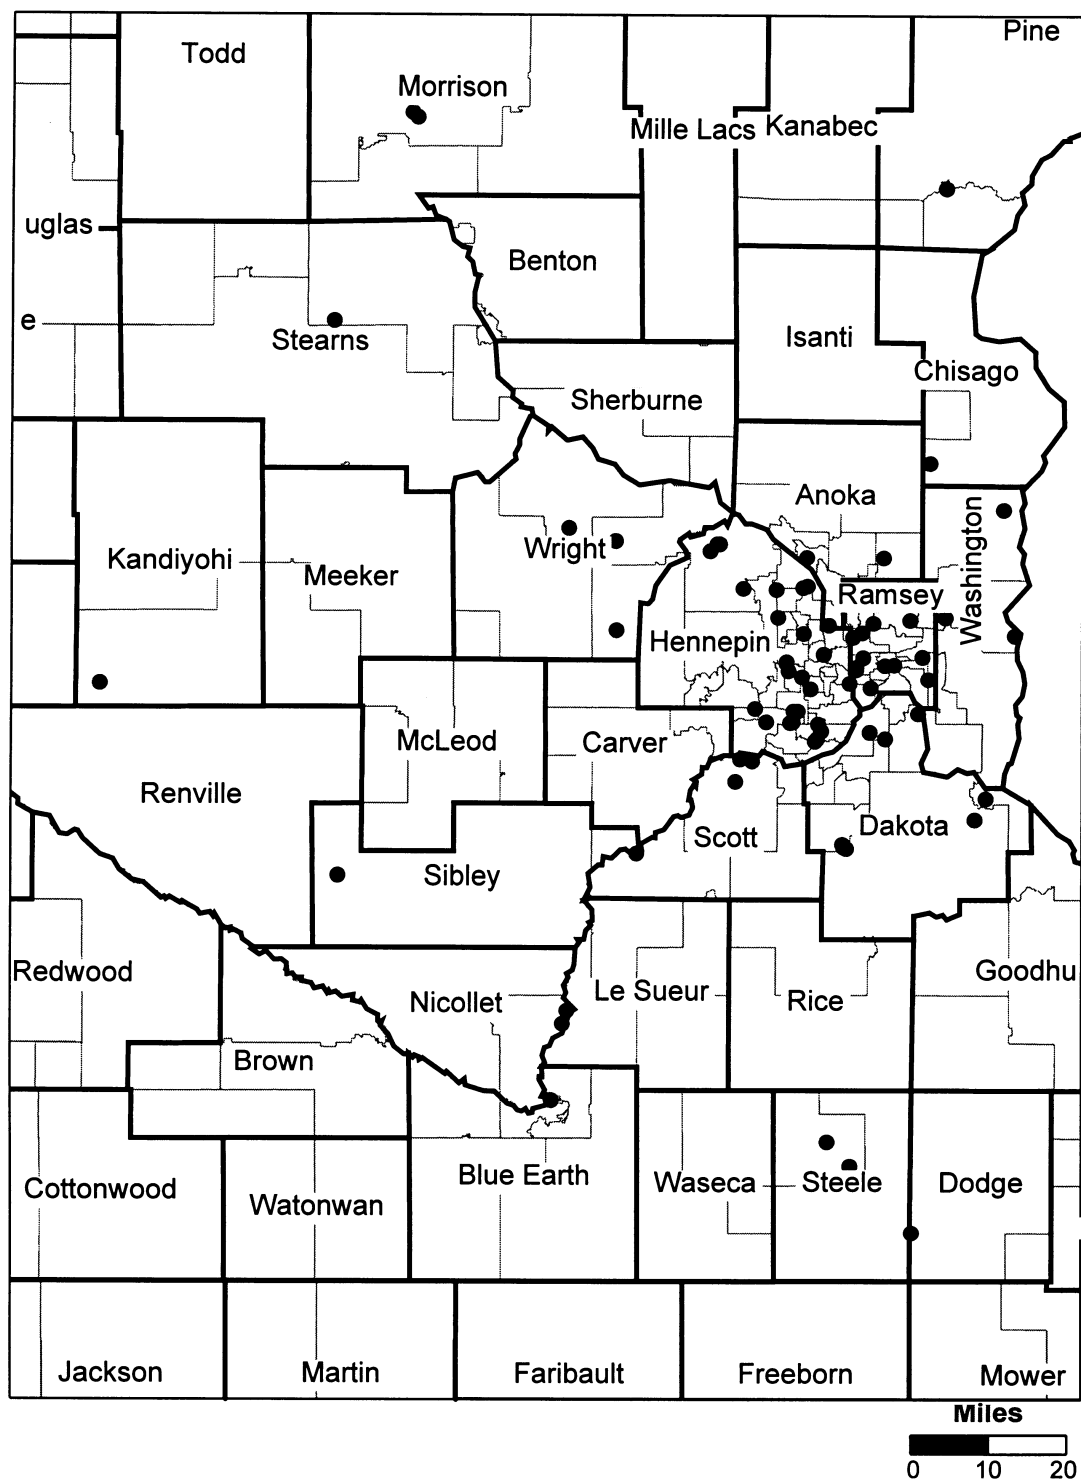 Pine
Todd
Morrison
Mille Lacs
Kanabec
uglas
Benton
e
Stearns
Isanti
Chisago
Sherburne
Anoka
Washington
Wright
Kandiyohi
Meeker
Ramsey
Hennepin
McLeod
Carver
Renville
Scott
Dakota
Sibley
Redwood
Goodhu
Nicollet
Le Sueur
Rice
Brown
Cottonwood
Watonwan
Blue Earth
Waseca
Steele
Dodge
Jackson
Martin
Faribault
Freeborn
Mower
Miles
0 10 20